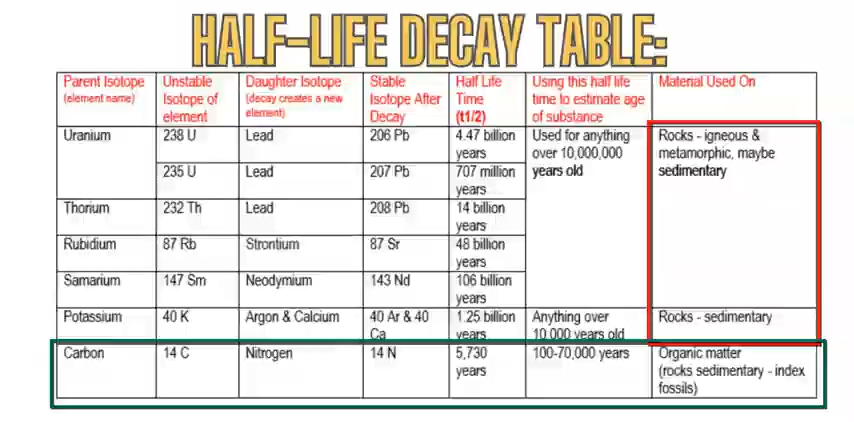 HALF-LIFE DECAY TABLE:
Parent Isotope Unstable Daughter Isotope Stable Half Life Using this half life Material Used On
(element name) Isotope of (decay creates a new Isotope After Time time to estimate age
element element) Decay (t1/2) of substance
Uranium 238 U Lead 206 Pb 4.47 billion Used for anything Rocks - igneous &
years over 10,000,000 metamorphic, maybe
235 U Lead 207 Pb 707 million years old sedimentary
years
Thorium 232 Th Lead 208 Pb 14 billion
years
Rubidium 87 Rb Strontium 87 Sr 48 billion
years
Samarium 147 Sm Neodymium 143 Nd 106 billion
years
Potassium 40 K Argon & Calcium 40 Ar & 40 1.25 billion Anything over Rocks - sedimentary
Ca years 10,000 years old
Carbon 14 C Nitrogen 14 N 5,730 100-70,000 years Organic matter
years (rocks sedimentary - index
fossils)